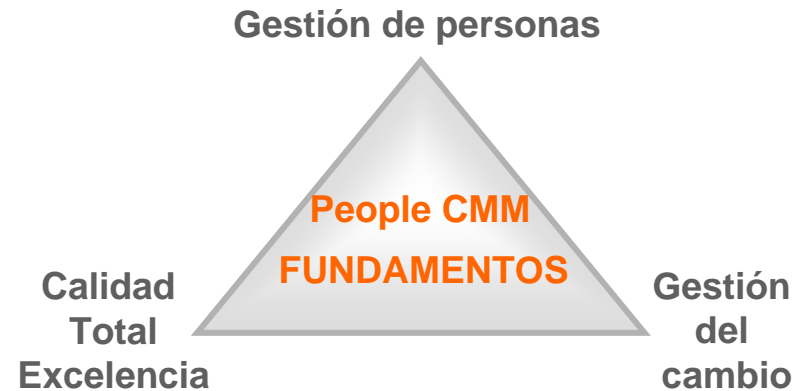 Gestión de personas
People CMM
FUNDAMENTOS
Calidad
Total
Excelencia
Gestión
del
cambio